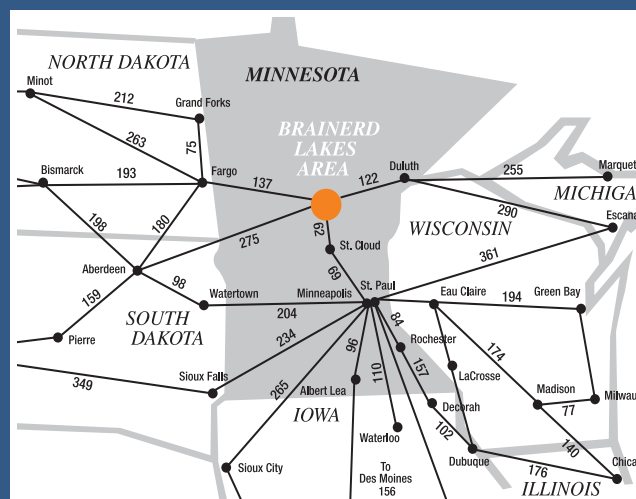 NORTH DAKOTA
MINNESOTA
Minot
212
Grand Forks
263
75
BRAINERD
LAKES
AREA
Bismarck
193
Fargo
137
122
Duluth
255
Marquet
MICHIGA
290
Escana
198
180
275
62
St. Cloud
WISCONSIN
361
Aberdeen
69
98
Watertown
Minneapolis
St. Paul
Eau Claire
194
Green Bay
159
204
SOUTH
DAKOTA
234
84
Rochester
174
Pierre
349
265
96
110
157
LaCrosse
Sioux Falls
Albert Lea
Decorah
Madison
77
Milwau
IOWA
102
140
Waterloo
Sioux City
To
Des Moines
156
Dubuque
176
Chica
ILLINOIS